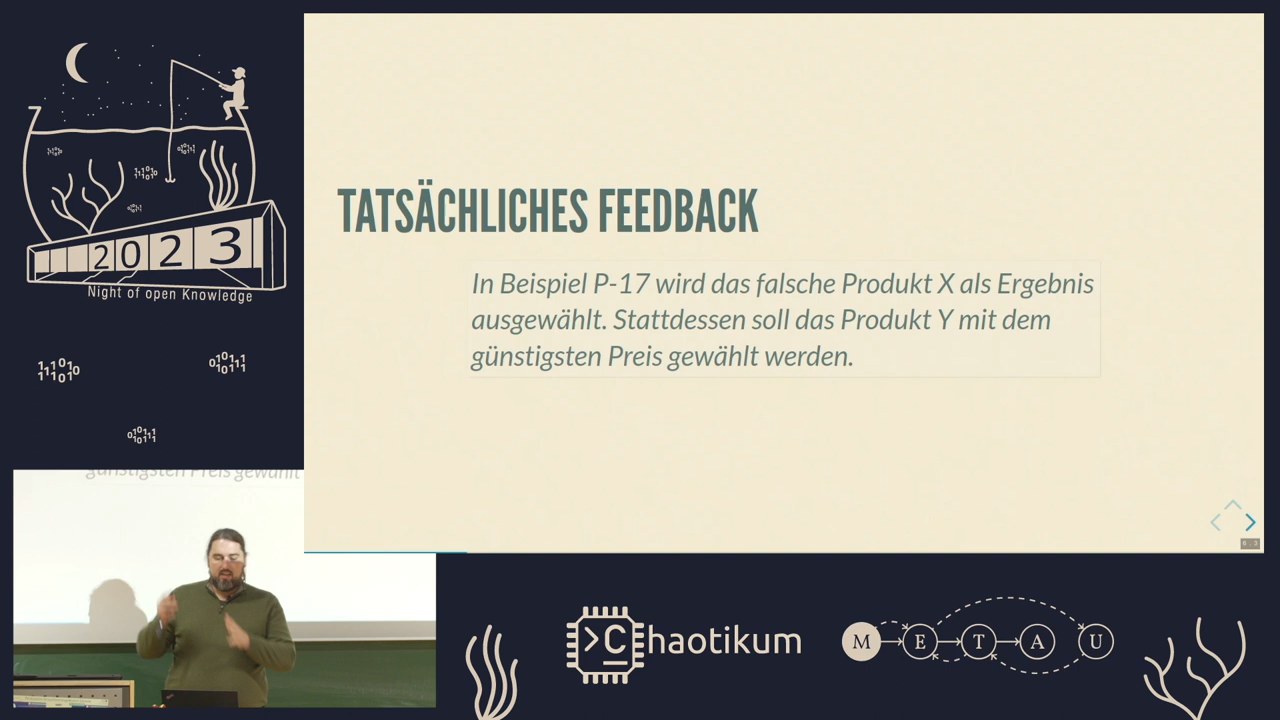 TATSÄCHLICHES FEEDBACK
In Beispiel P-17 wird das falsche Produkt X als Ergebnis
ausgewählt. Stattdessen soll das Produkt Y mit dem
günstigsten Preis gewählt werden.
2023
Night of open Knowledge
günstigsten Preis gewählt
>C_haotikum
M E T A U